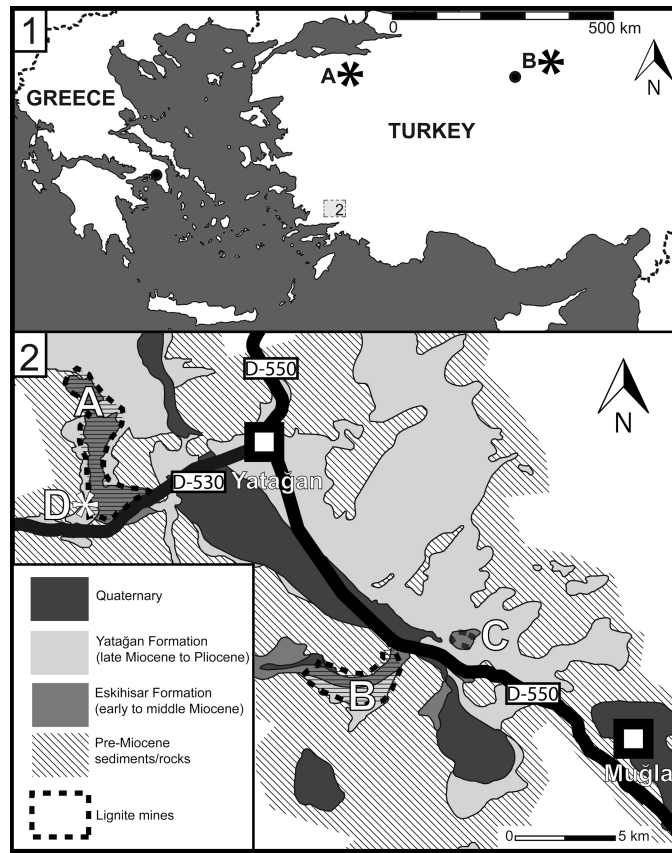 1
0 500 km
A
B
N
GREECE
TURKEY
2
2
D-550
N
A
Yatağan
D-530
D
C
B
D-550
Muğla
Quaternary
Yatağan Formation
(late Miocene to Pliocene)
Eskihisar Formation
(early to middle Miocene)
Pre-Miocene
sediments/rocks
Lignite mines
0 5 km